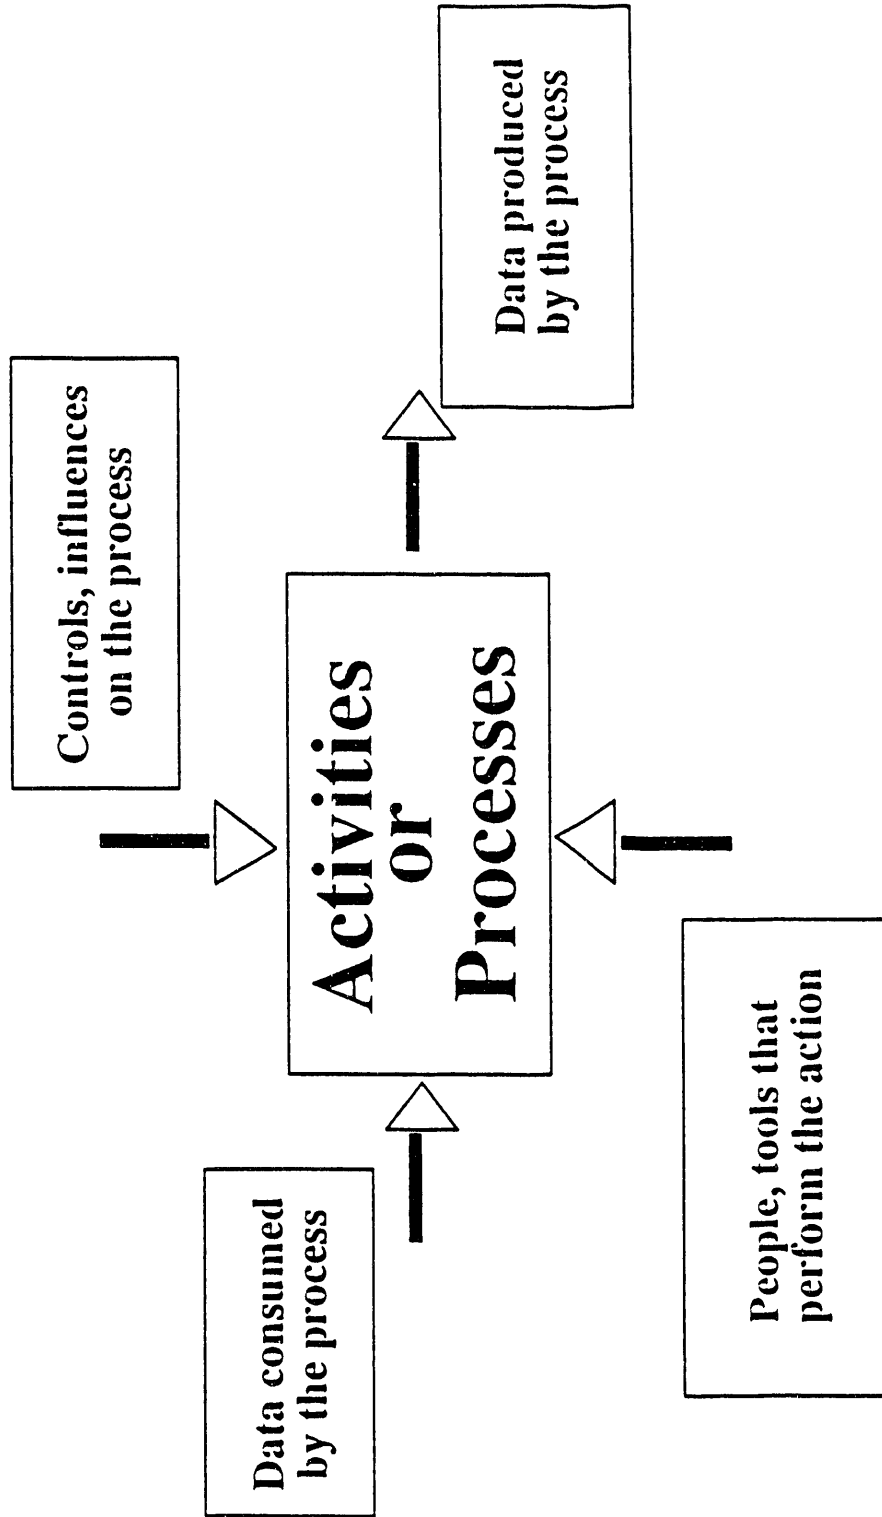 Controls, influences
on the process
Data consumed
by the process
Activities
or
Processes
Data produced
by the process
People, tools that
perform the action